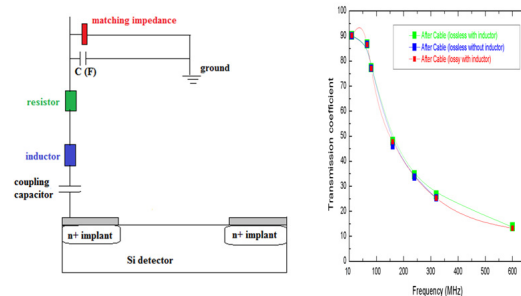 matching impedance
C (F)
ground
resistor
inductor
coupling
capacitor
n+ implant
n+ implant
Si detector
After Cable (lossless with inductor)
After Cable (lossless without inductor)
After Cable (lossy with inductor)
Transmission coefficient
100
90
80
70
60
50
40
30
20
10
0
10
100
200
300
400
500
600
Frequency (MHz)